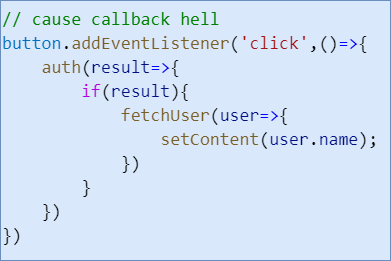 // cause callback hell
button.addEventListener('click',()=>{
    auth(result=>{
        if(result){
            fetchUser(user=>{
                setContent(user.name);
            })
        }
    })
})